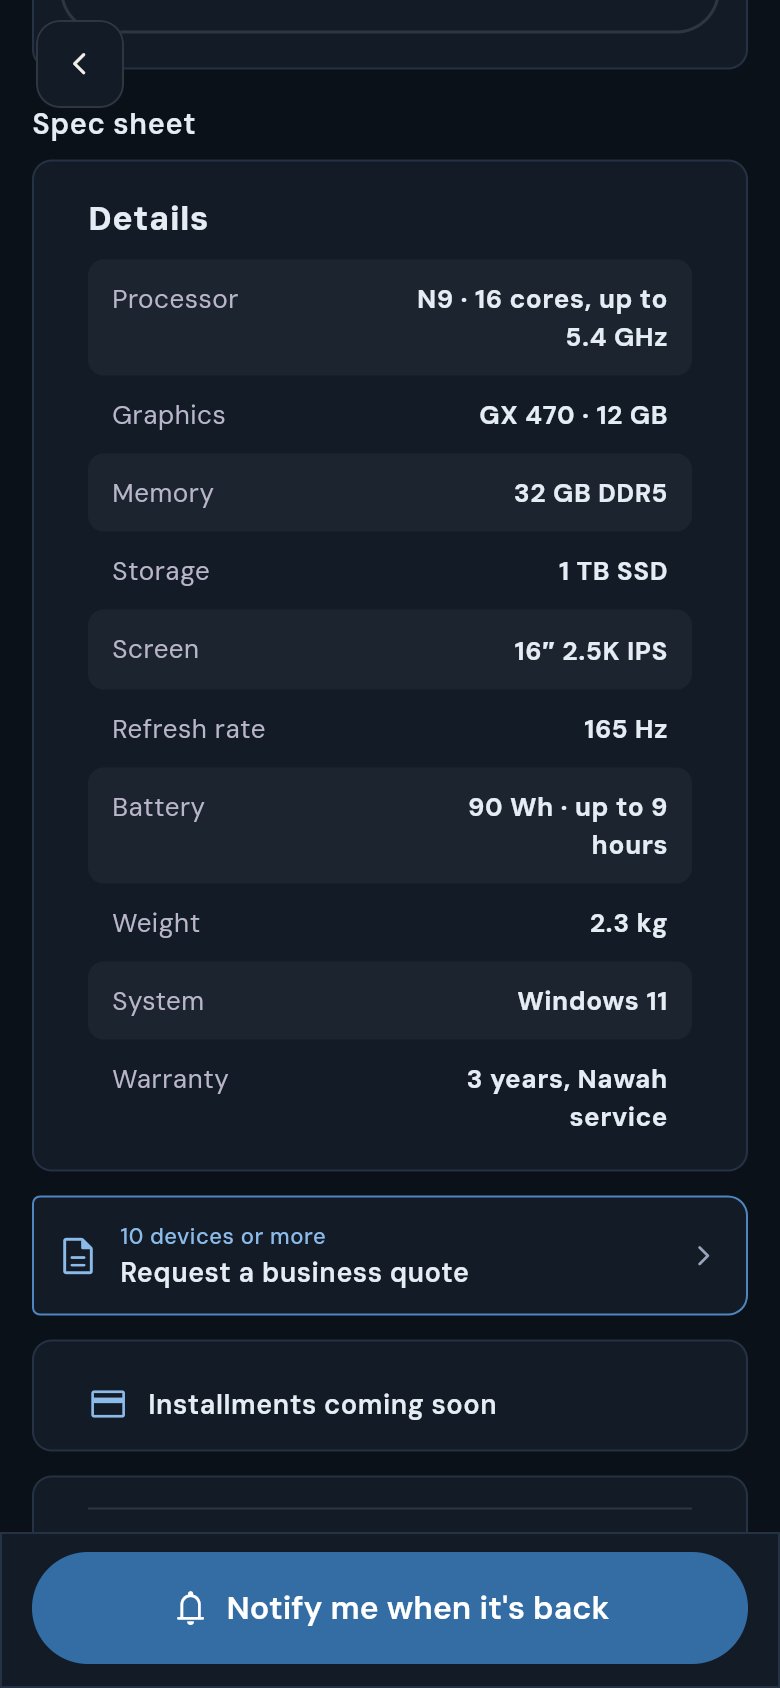 Spec sheet
Details
Processor
N9 · 16 cores, up to
5.4 GHz
Graphics
GX 470 · 12 GB
Memory
32 GB DDR5
Storage
1 TB SSD
Screen
16″ 2.5K IPS
Refresh rate
165 Hz
Battery
90 Wh · up to 9
hours
Weight
2.3 kg
System
Windows 11
Warranty
3 years, Nawah
service
10 devices or more
Request a business quote
Installments coming soon
Notify me when it's back